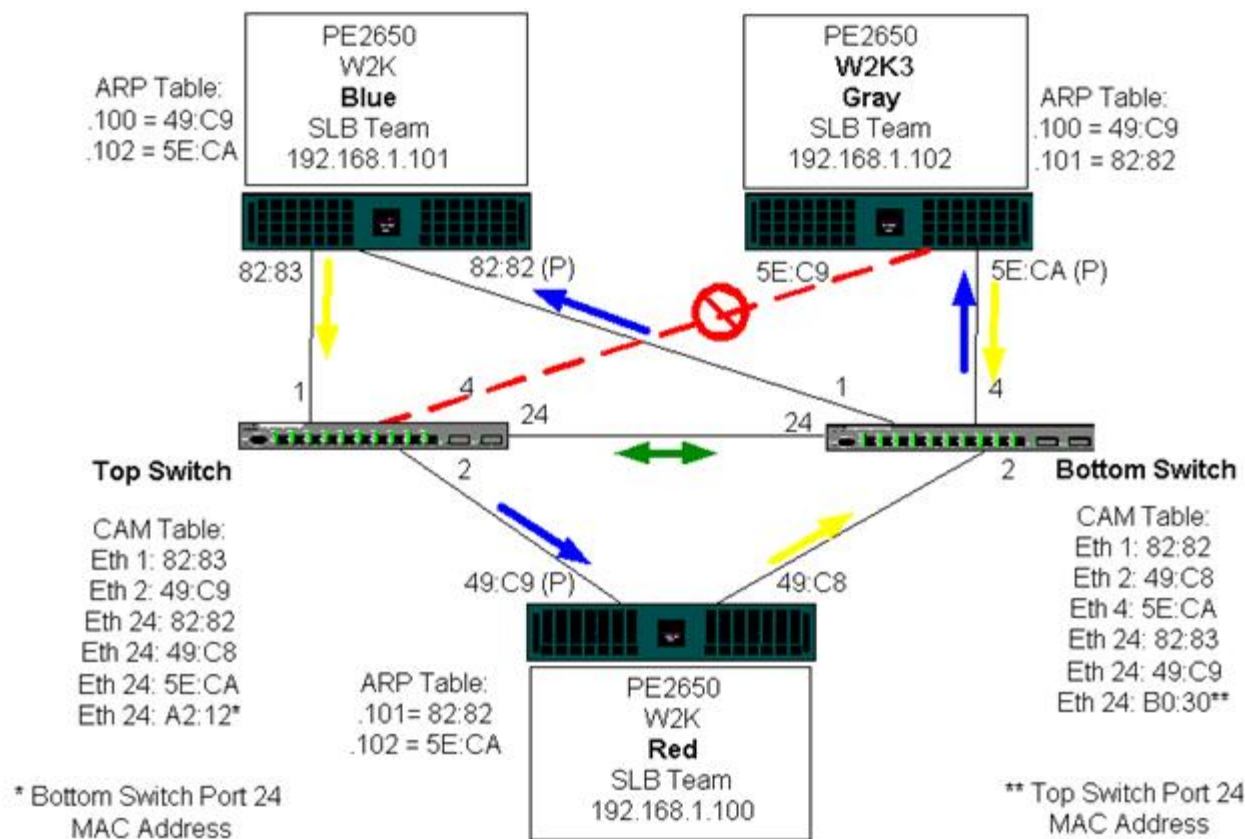 PE2650
W2K
Blue
SLB Team
192.168.1.101
PE2650
W2K3
Gray
SLB Team
192.168.1.102
ARP Table:
.100 = 49:C9
.102 = 5E:CA
ARP Table:
.100 = 49:C9
.101 = 82:82
82:83
82:82 (P)
5E:C9
5E:CA (P)
1
4
1
4
24
24
Top Switch
2
2
Bottom Switch
CAM Table:
Eth 1: 82:83
Eth 2: 49:C9
Eth 24: 82:82
Eth 24: 49:C8
Eth 24: 5E:CA
Eth 24: A2:12*
CAM Table:
Eth 1: 82:82
Eth 2: 49:C8
Eth 4: 5E:CA
Eth 24: 82:83
Eth 24: 49:C9
Eth 24: B0:30**
49:C9 (P)
49:C8
ARP Table:
.101= 82:82
.102 = 5E:CA
PE2650
W2K
Red
SLB Team
192.168.1.100
* Bottom Switch Port 24
MAC Address
** Top Switch Port 24
MAC Address